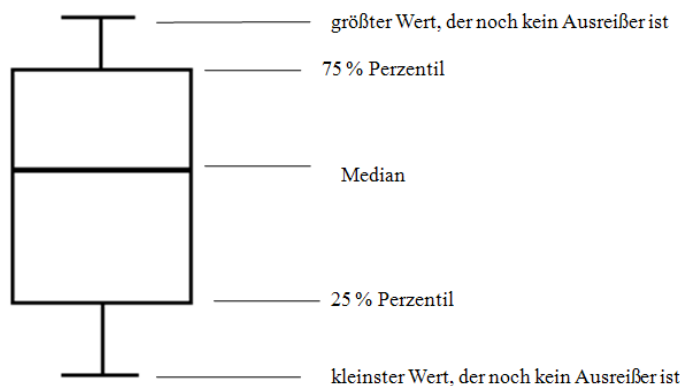 größter Wert, der noch kein Ausreißer ist
75 % Perzentil
Median
25 % Perzentil
kleinster Wert, der noch kein Ausreißer ist